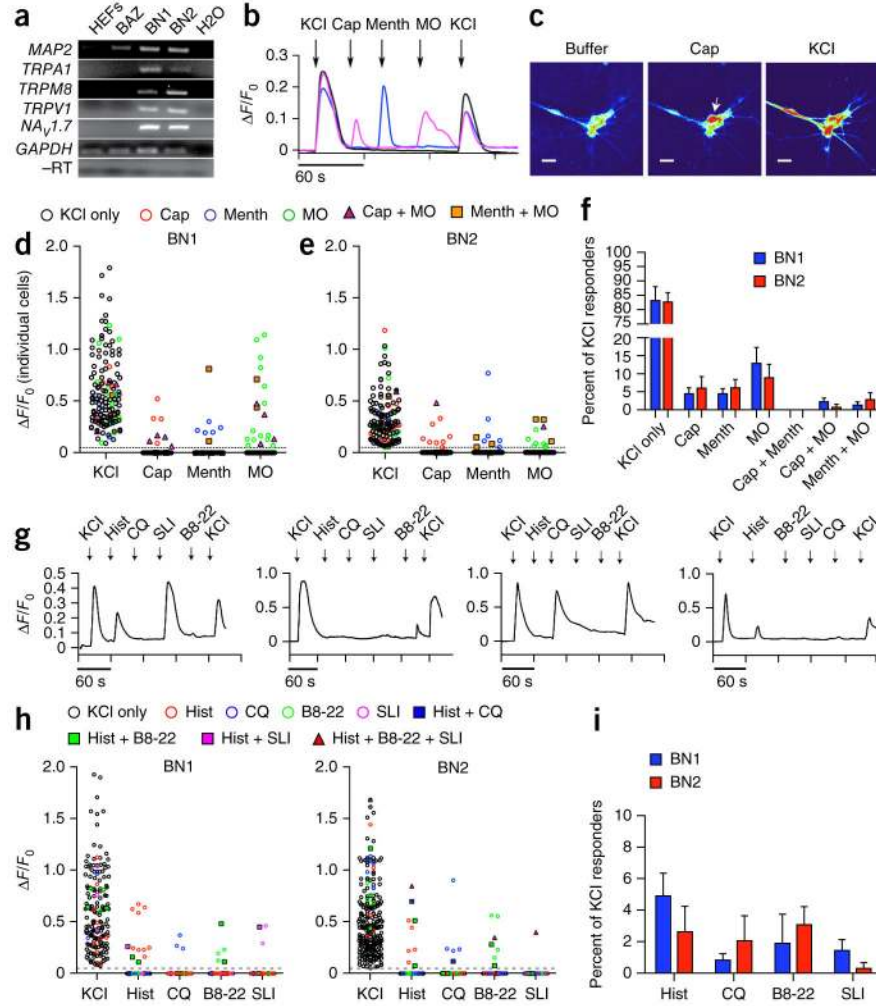 a
HEFs BAZ BN1 BN2 H2O
MAP2
TRPA1
TRPM8
TRPV1
NAV1.7
GAPDH
–RT
b
KCl Cap Menth MO KCl
ΔF/F0
0.3
0.2
0.1
0
60 s
c
Buffer Cap KCl
KCl only Cap Menth MO Cap + MO Menth + MO
d
BN1
ΔF/F0 (individual cells)
2.0
1.5
1.0
0.5
0
KCl Cap Menth MO
e
BN2
2.0
1.5
1.0
0.5
0
KCl Cap Menth MO
f
BN1
BN2
Percent of KCl responders
100
95
90
85
80
75
20
15
10
5
0
KCl only Cap Menth MO Cap + Menth Cap + MO Menth + MO
g
KCl Hist CQ SLI B8-22 KCl
ΔF/F0
0.5
0.4
0.3
0.2
0.1
0
60 s
KCl Hist CQ SLI B8-22 KCl
1.0
0.5
0
60 s
KCl Hist CQ SLI B8-22 KCl
1.0
0.5
0
60 s
KCl Hist B8-22 SLI CQ KCl
1.0
0.5
0
60 s
h
KCl only Hist CQ B8-22 SLI Hist + CQ
Hist + B8-22 Hist + SLI Hist + B8-22 + SLI
BN1
ΔF/F0
2.0
1.5
1.0
0.5
0
KCl Hist CQ B8-22 SLI
BN2
2.0
1.5
1.0
0.5
0
KCl Hist CQ B8-22 SLI
i
BN1
BN2
Percent of KCl responders
10
8
6
4
2
0
Hist CQ B8-22 SLI